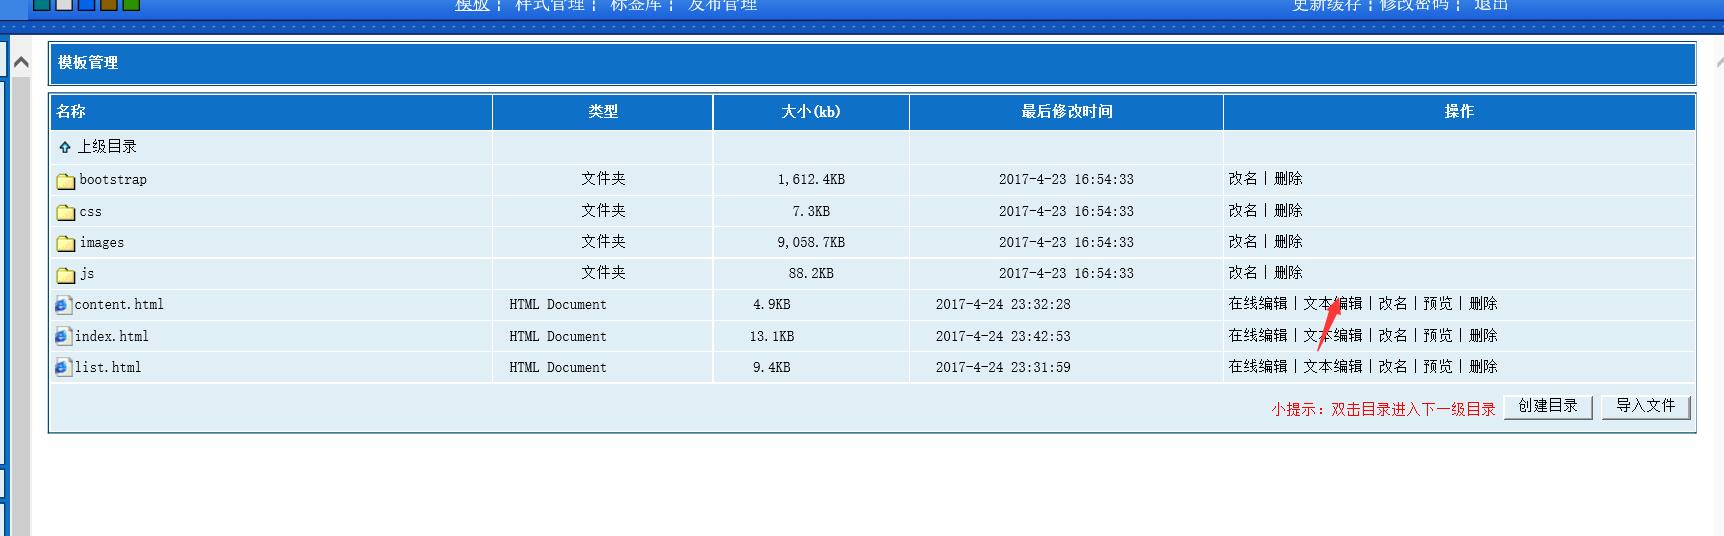 模板 ¦ 样式管理 ¦ 标签库 ¦ 发布管理 更新缓存 ¦ 修改密码 ¦ 退出
模板管理
名称 类型 大小(kb) 最后修改时间 操作
上级目录
bootstrap 文件夹 1,612.4KB 2017-4-23 16:54:33 改名|删除
css 文件夹 7.3KB 2017-4-23 16:54:33 改名|删除
images 文件夹 9,058.7KB 2017-4-23 16:54:33 改名|删除
js 文件夹 88.2KB 2017-4-23 16:54:33 改名|删除
content.html HTML Document 4.9KB 2017-4-24 23:32:28 在线编辑|文本编辑|改名|预览|删除
index.html HTML Document 13.1KB 2017-4-24 23:42:53 在线编辑|文本编辑|改名|预览|删除
list.html HTML Document 9.4KB 2017-4-24 23:31:59 在线编辑|文本编辑|改名|预览|删除
小提示：双击目录进入下一级目录 创建目录 导入文件